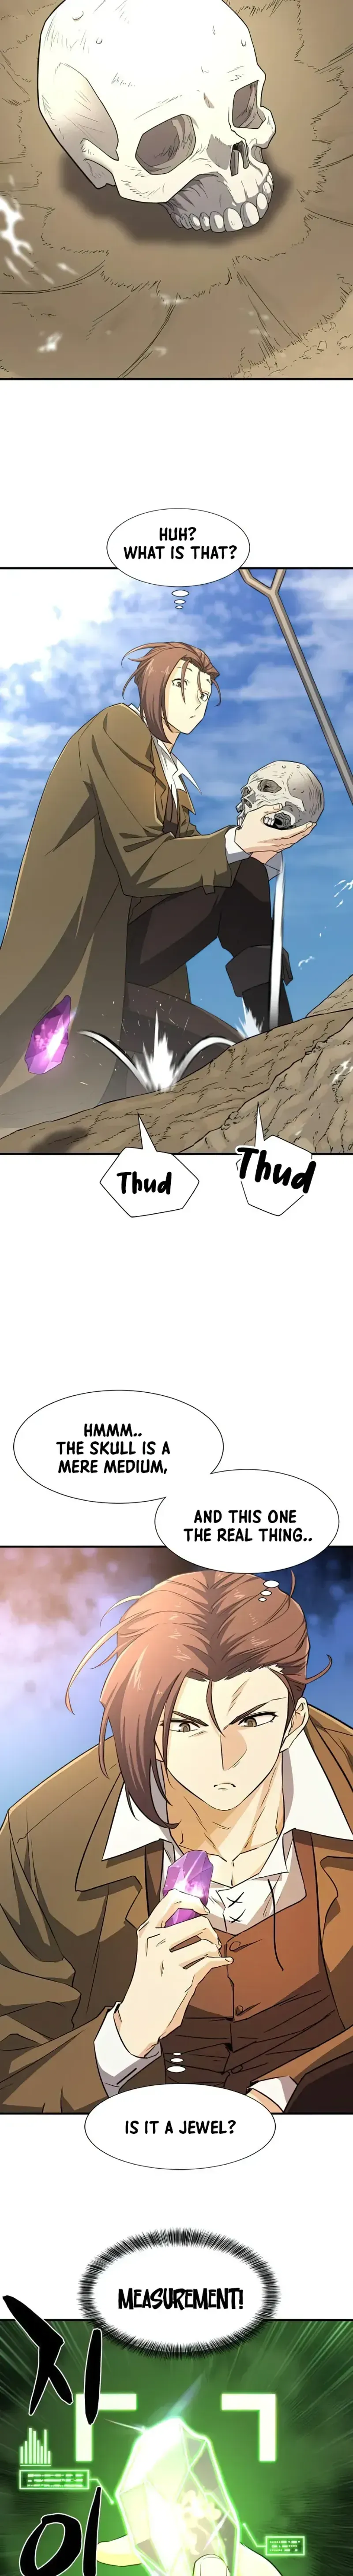 HUH?
WHAT IS THAT?
Thud
Thud
HMMM..
THE SKULL IS A
MERE MEDIUM,
AND THIS ONE
THE REAL THING..
IS IT A JEWEL?
MEASUREMENT!
지
이